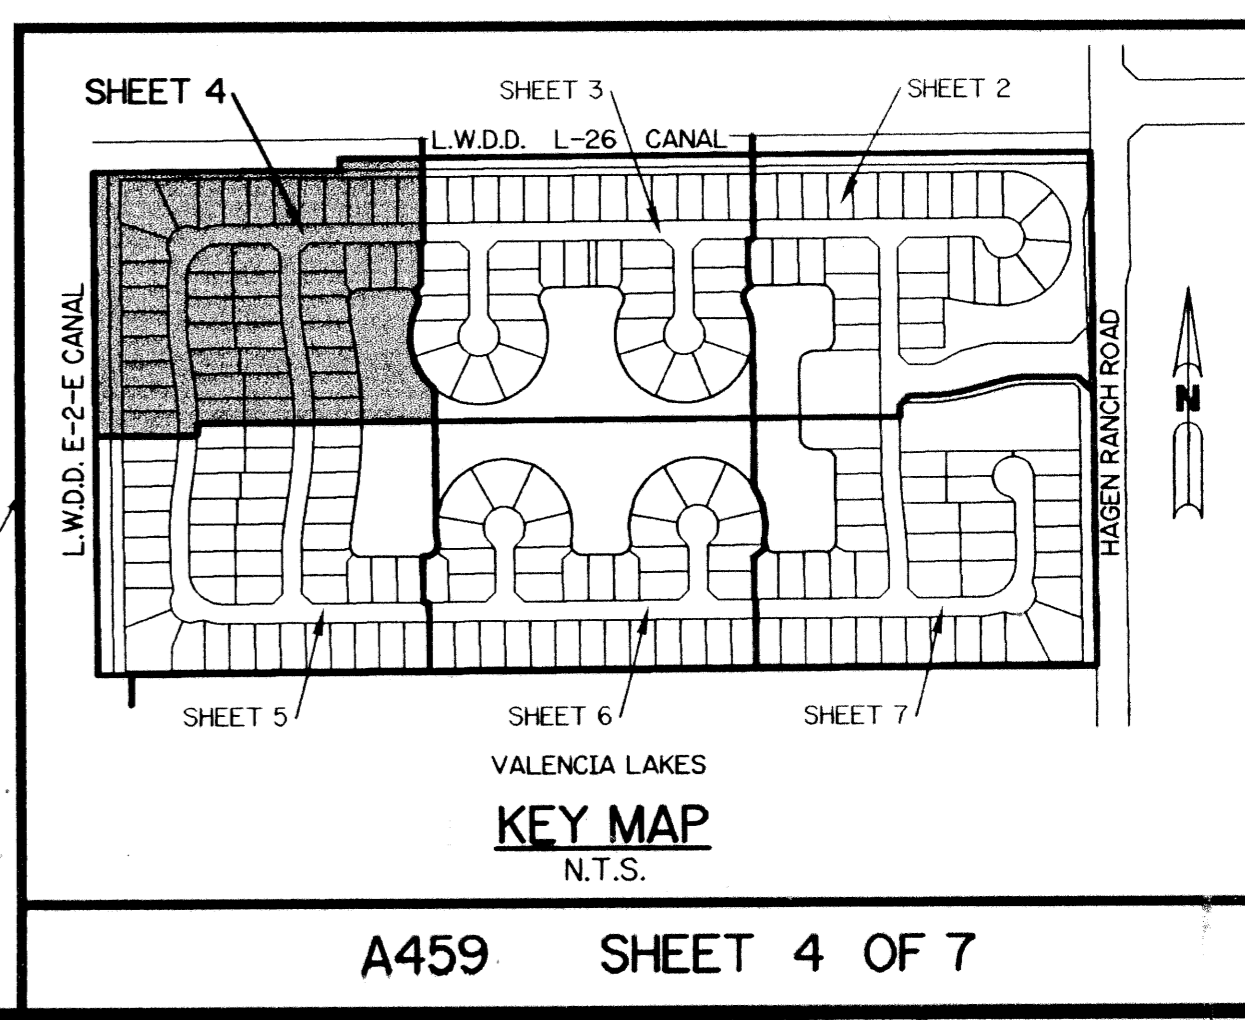 SHEET 4
SHEET 3
SHEET 2
L.W.D.D. L-26 CANAL
L.W.D.D. E-2-E CANAL
HAGEN RANCH ROAD
N
SHEET 5
SHEET 6
SHEET 7
VALENCIA LAKES
KEY MAP
N.T.S.
A459 SHEET 4 OF 7